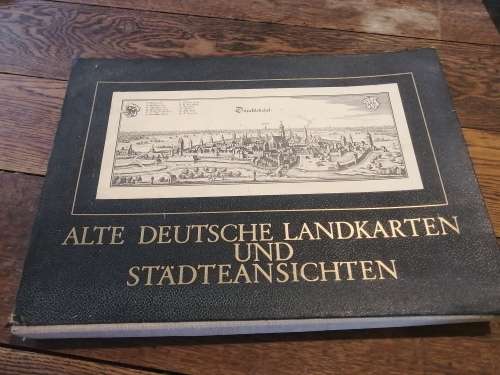 ALTE DEUTSCHE LANDKARTEN
UND
STÄDTEANSICHTEN